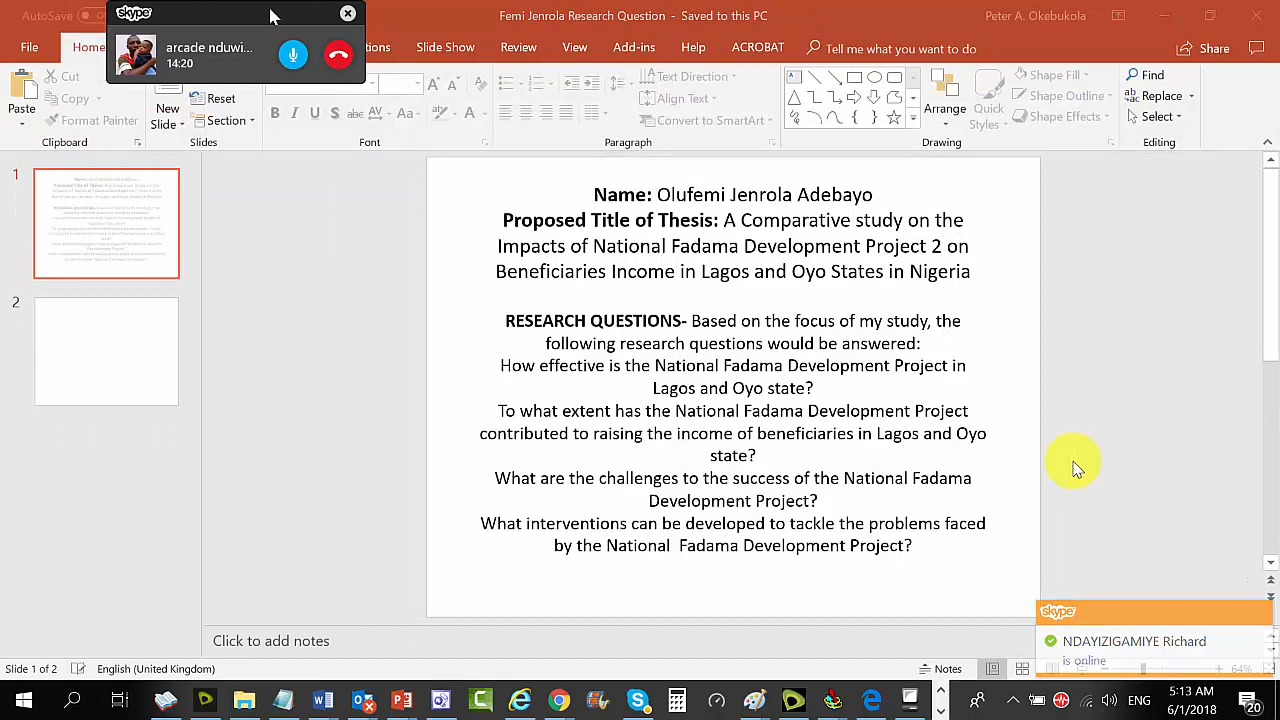 AutoSave
Femi Jenrola Research Question - Saved to this PC
Peter A. Okebukola
skype
arcade nduwi...
14:20
File
Home
Slide Show
Review
View
Add-ins
Help
ACROBAT
Tell me what you want to do
Share
Paste
Cut
Copy
Format Painter
New
Slide
Reset
Section
Text Direction
Align Text
Convert to SmartArt
Arrange
Quick
Styles
Shape Fill
Shape Outline
Shape Effects
Find
Replace
Select
Clipboard
Slides
Font
Paragraph
Drawing
Editing
1
2
Name: Olufemi Jenrola Adebayo
Proposed Title of Thesis: A Comparative study on the
Impacts of National Fadama Development Project 2 on
Beneficiaries Income in Lagos and Oyo States in Nigeria
RESEARCH QUESTIONS- Based on the focus of my study, the
following research questions would be answered:
How effective is the National Fadama Development Project in
Lagos and Oyo state?
To what extent has the National Fadama Development Project
contributed to raising the income of beneficiaries in Lagos and Oyo
state?
What are the challenges to the success of the National Fadama
Development Project?
What interventions can be developed to tackle the problems faced
by the National Fadama Development Project?
skype
NDAYIZIGAMIYE Richard
is online
Click to add notes
Slide 1 of 2
English (United Kingdom)
Notes
64%
ENG
5:13 AM
6/1/2018
20